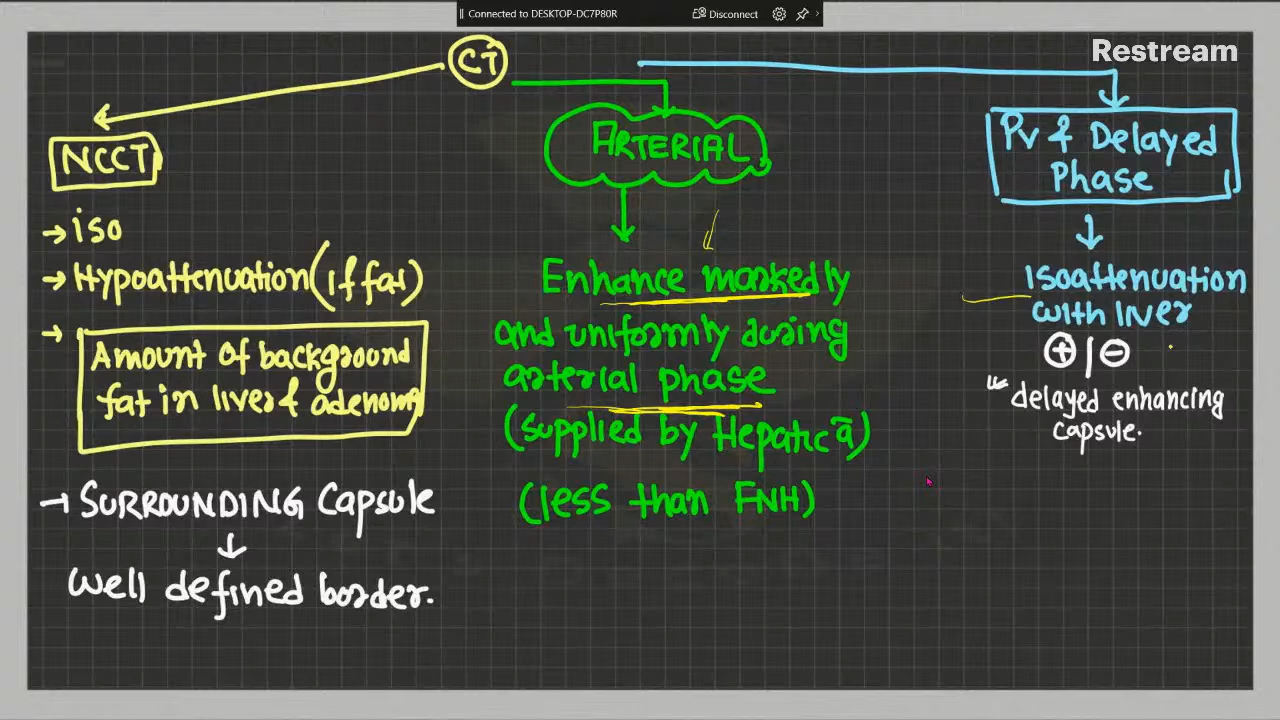 Connected to DESKTOP-DC7P80R
Disconnect
Restream
CT
NCCT
→ iso
→ Hypoattenuation (if fat)
→ Amount of background
fat in liver & adenoma
→ SURROUNDING Capsule
↓
Well defined border.
ARTERIAL
↓
Enhance markedly
and uniformly during
arterial phase
(supplied by Hepatic a)
(less than FNH)
PV & Delayed
Phase
↓
Isoattenuation
with liver
⊕ | ⊖
delayed enhancing
capsule.